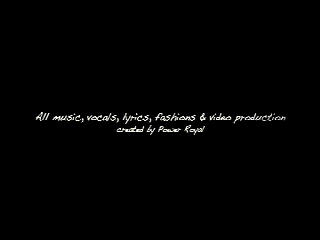 All music, vocals, lyrics, fashions & video production
created by Power Royal